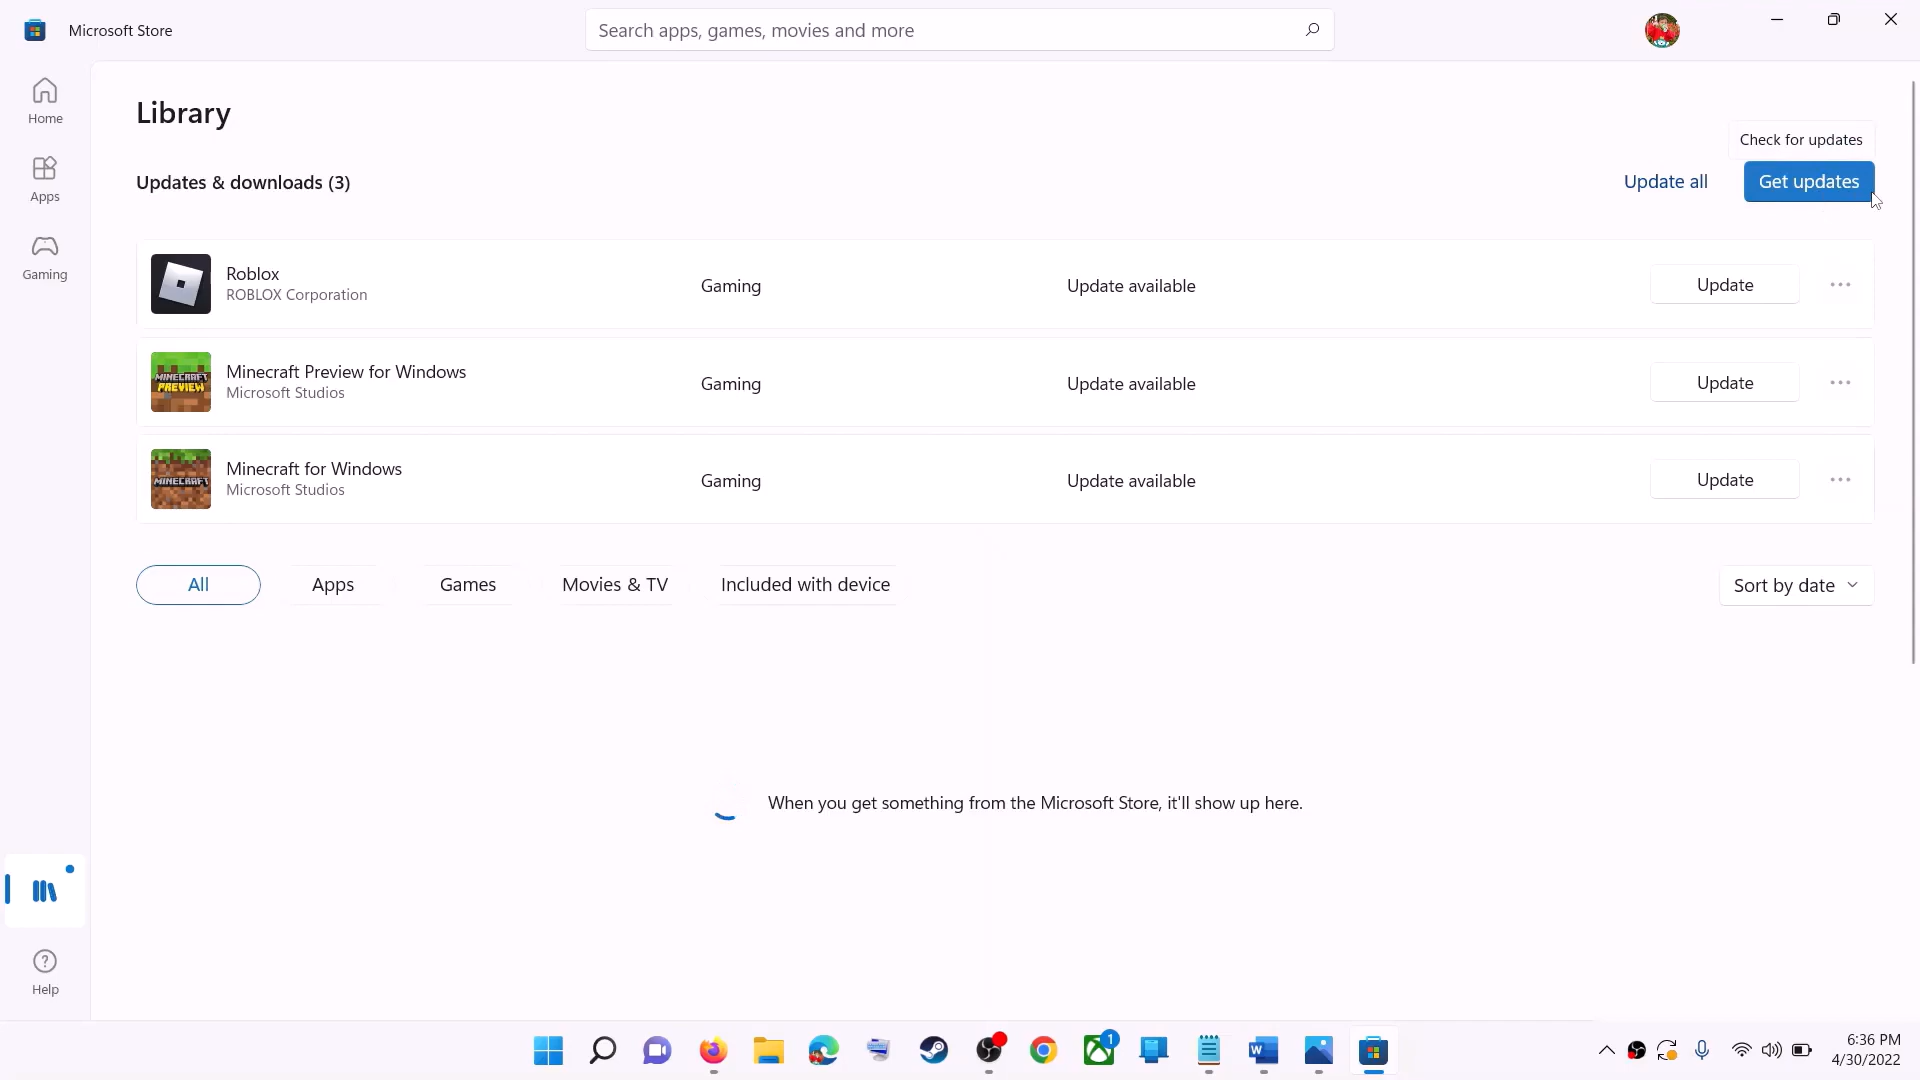 Microsoft Store
Search apps, games, movies and more
Home
Apps
Gaming
Library
Check for updates
Updates & downloads (3)
Update all
Get updates
Roblox
ROBLOX Corporation
Gaming
Update available
Update
MINECRAFT
PREVIEW
Minecraft Preview for Windows
Microsoft Studios
Gaming
Update available
Update
MINECRAFT
Minecraft for Windows
Microsoft Studios
Gaming
Update available
Update
All
Apps
Games
Movies & TV
Included with device
Sort by date
When you get something from the Microsoft Store, it'll show up here.
Help
1
W
6:36 PM
4/30/2022